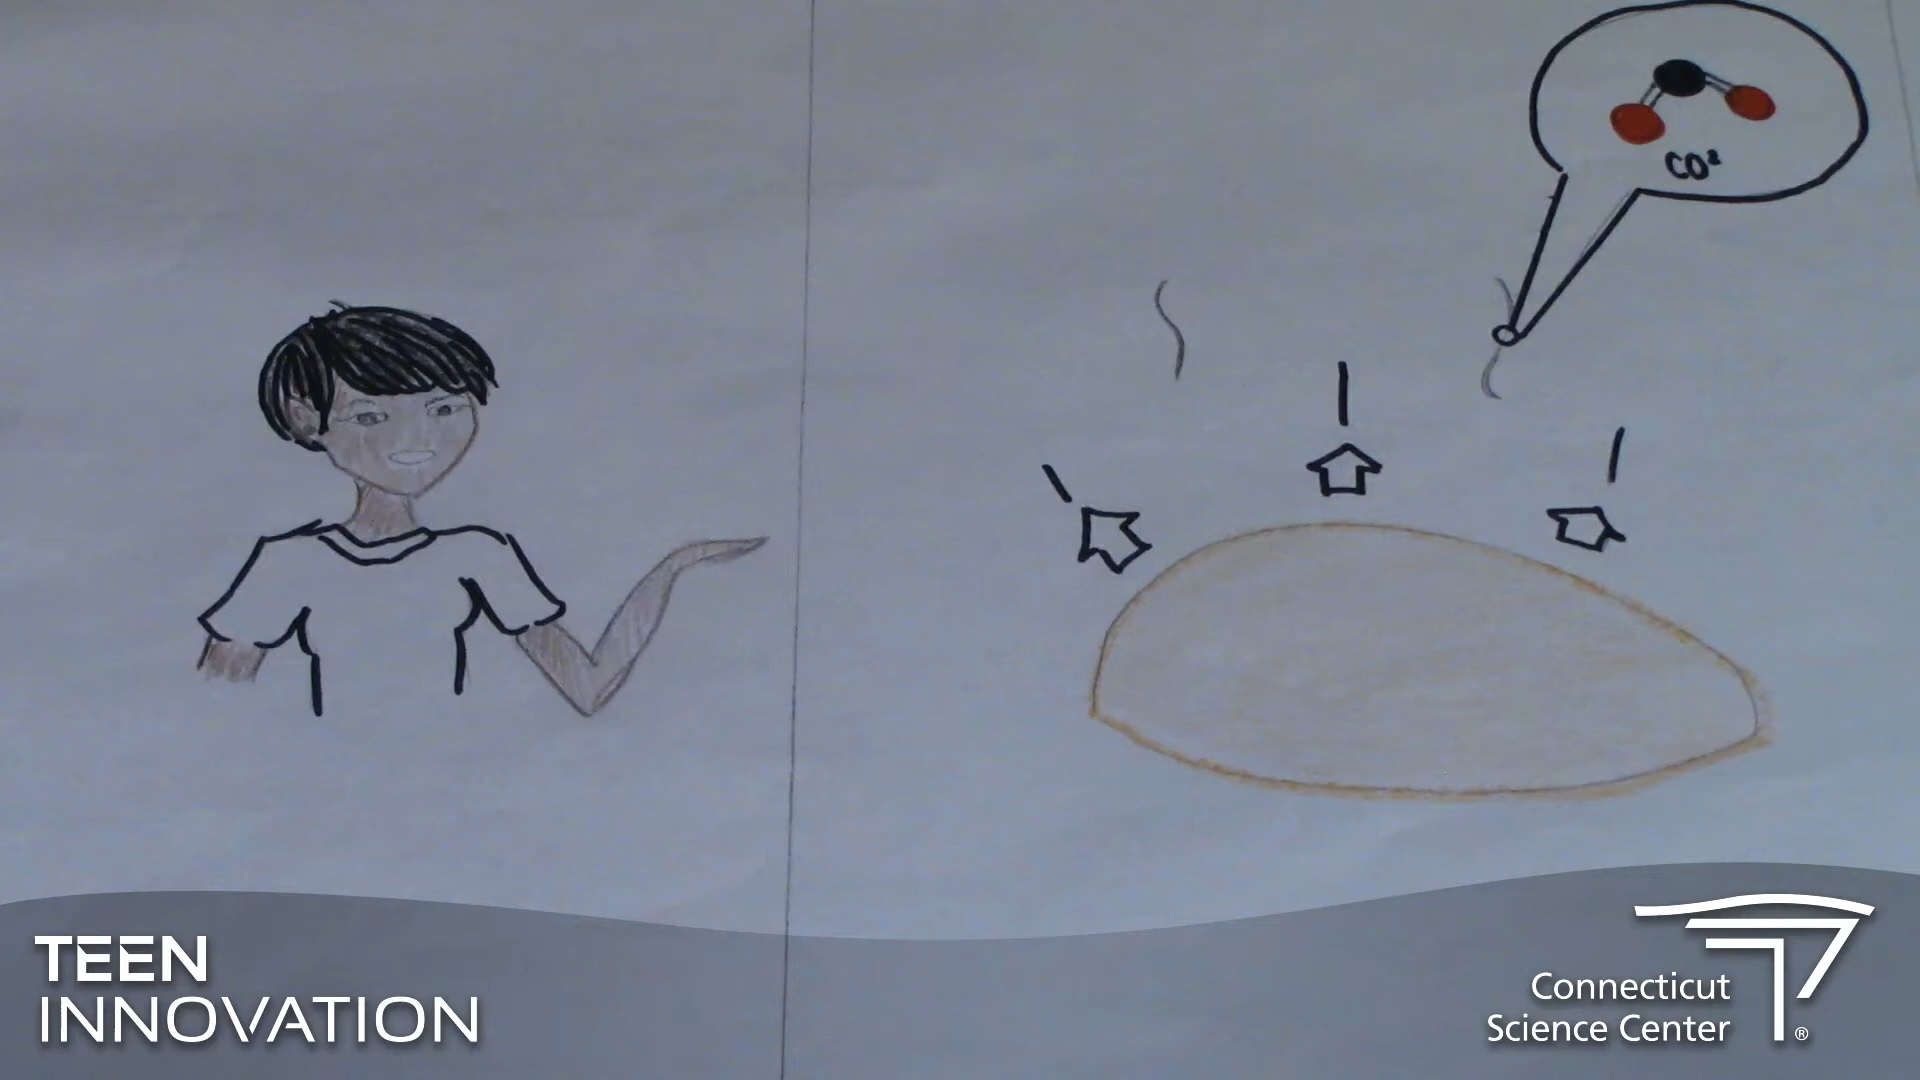 CO²
TEEN
INNOVATION
Connecticut
Science Center
®